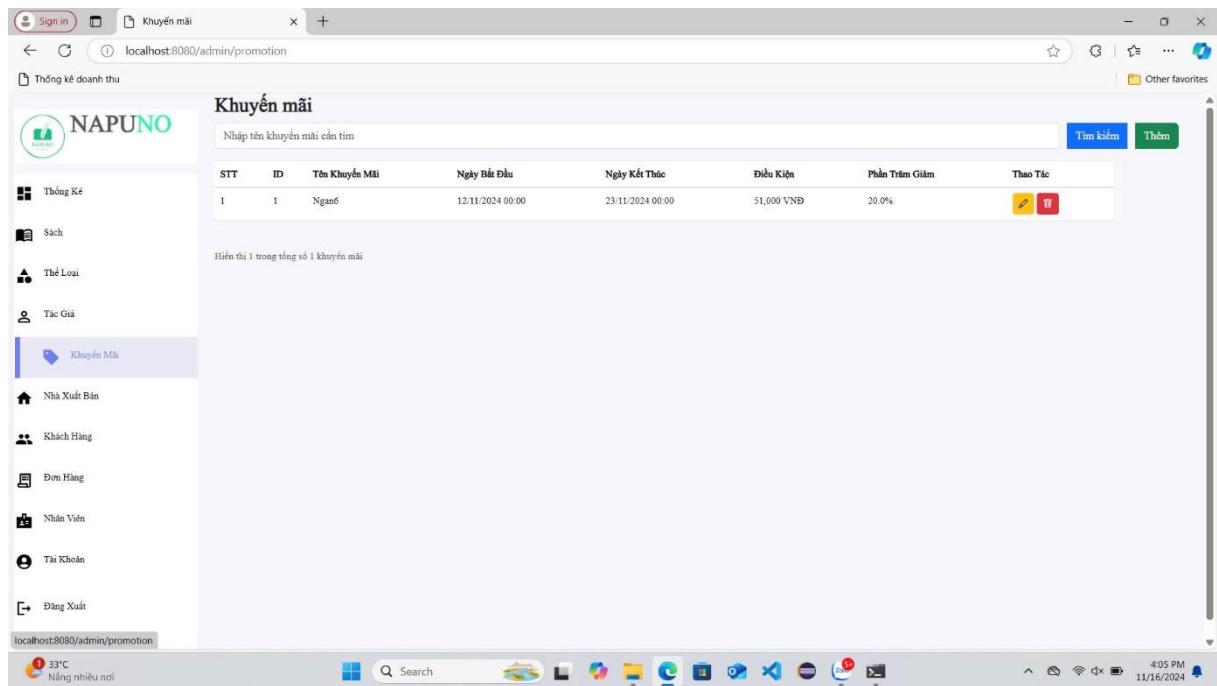 Sign in
Khuyến mãi
localhost:8080/admin/promotion
Thống kê doanh thu
Other favorites
NAPUNO
Khuyến mãi
Nhập tên khuyến mãi cần tìm
Tìm kiếm
Thêm
STT ID Tên Khuyến Mãi Ngày Bắt Đầu Ngày Kết Thúc Điều Kiện Phần Trăm Giảm Thao Tác
1 1 Ngan6 12/11/2024 00:00 23/11/2024 00:00 51,000 VNĐ 20.0%
Hiển thị 1 trong tổng số 1 khuyến mãi
Thống Kê
Sách
Thể Loại
Tác Giả
Khuyến Mãi
Nhà Xuất Bản
Khách Hàng
Đơn Hàng
Nhân Viên
Tài Khoản
Đăng Xuất
localhost:8080/admin/promotion
1
33°C
Nắng nhiều nơi
Search
Zalo
5+
4:05 PM
11/16/2024